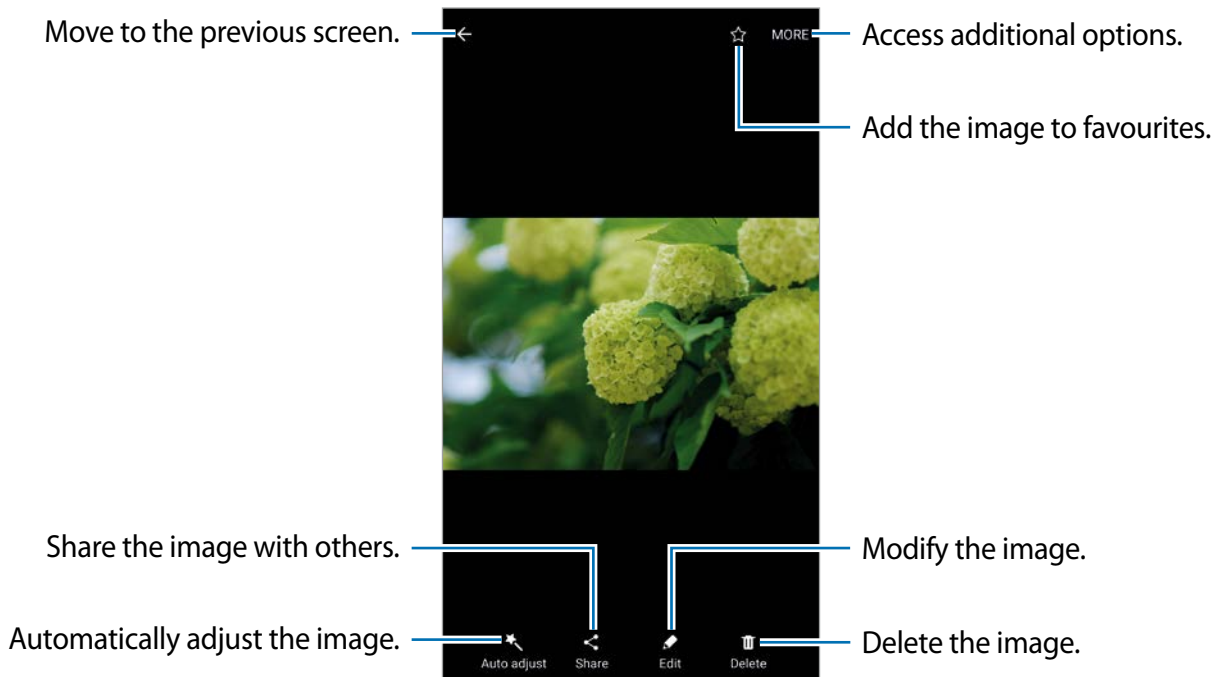 Move to the previous screen.
MORE
Access additional options.
Add the image to favourites.
Share the image with others.
Modify the image.
Automatically adjust the image.
Auto adjust
Share
Edit
Delete
Delete the image.